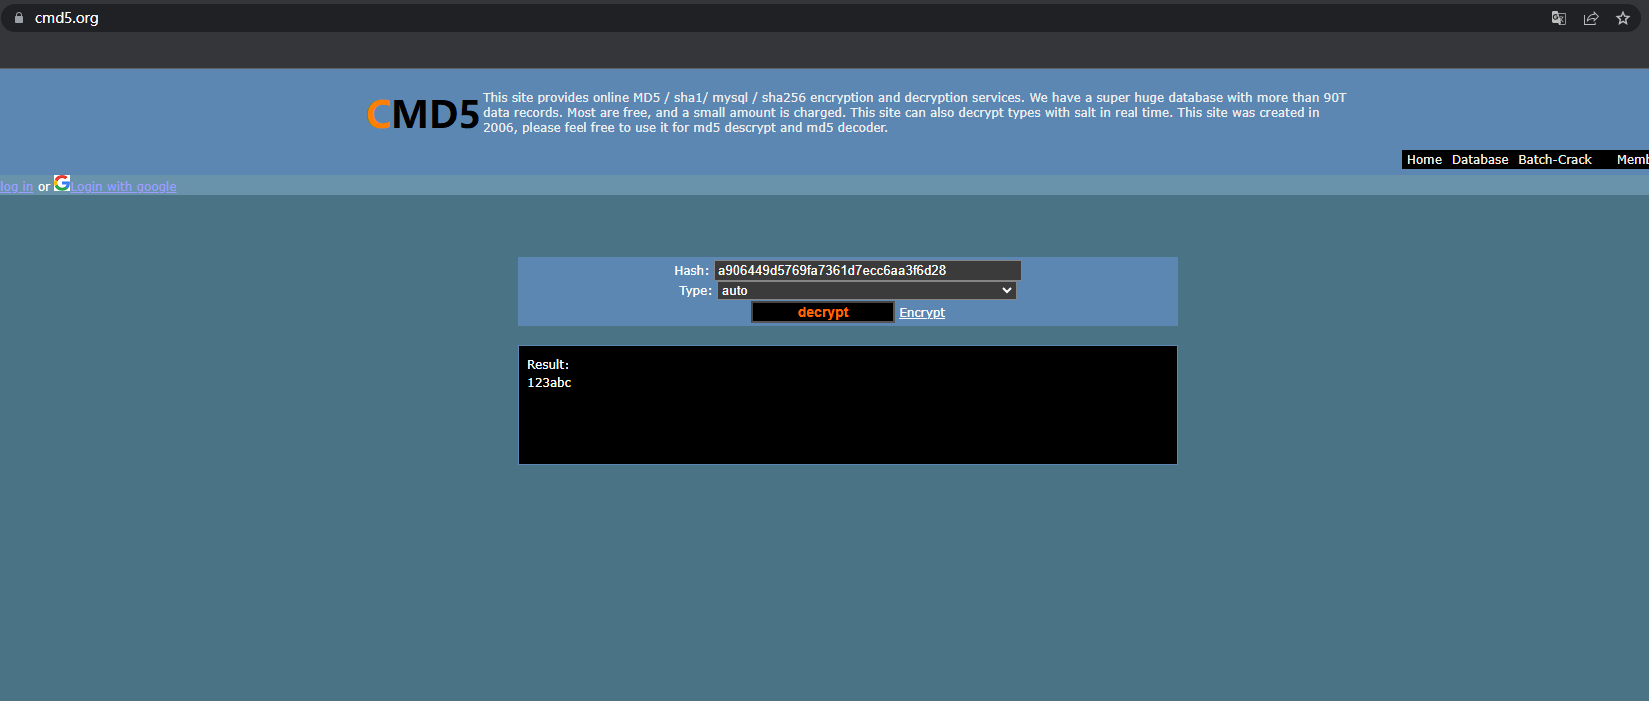 cmd5.org
CMD5
This site provides online MD5 / sha1/ mysql / sha256 encryption and decryption services. We have a super huge database with more than 90T
data records. Most are free, and a small amount is charged. This site can also decrypt types with salt in real time. This site was created in
2006, please feel free to use it for md5 descrypt and md5 decoder.
Home Database Batch-Crack Memb
log in or G Login with google
Hash: a906449d5769fa7361d7ecc6aa3f6d28
Type: auto
decrypt Encrypt
Result:
123abc